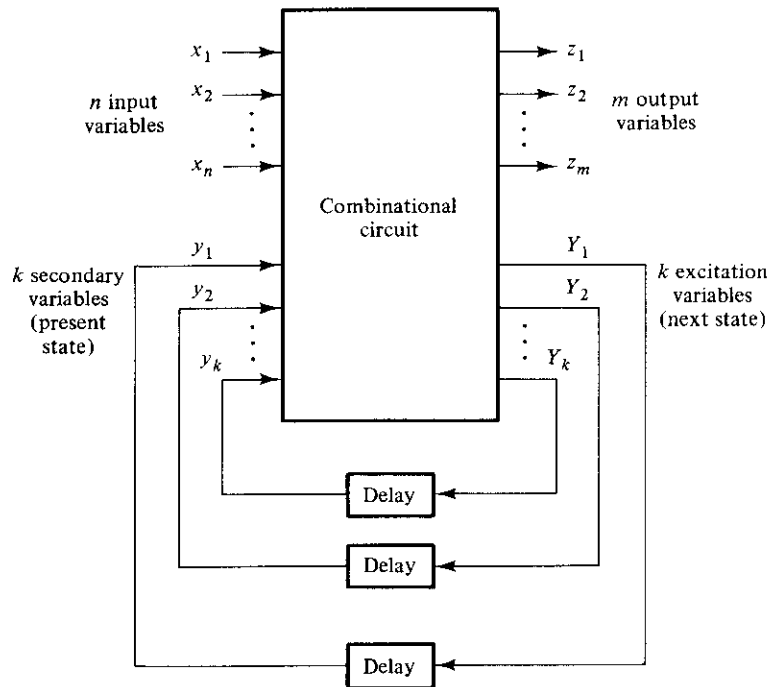 x₁
x₂
xₙ
n input
variables
z₁
z₂
zₘ
m output
variables
Combinational
circuit
y₁
y₂
yₖ
k secondary
variables
(present
state)
Y₁
Y₂
Yₖ
k excitation
variables
(next state)
Delay
Delay
Delay